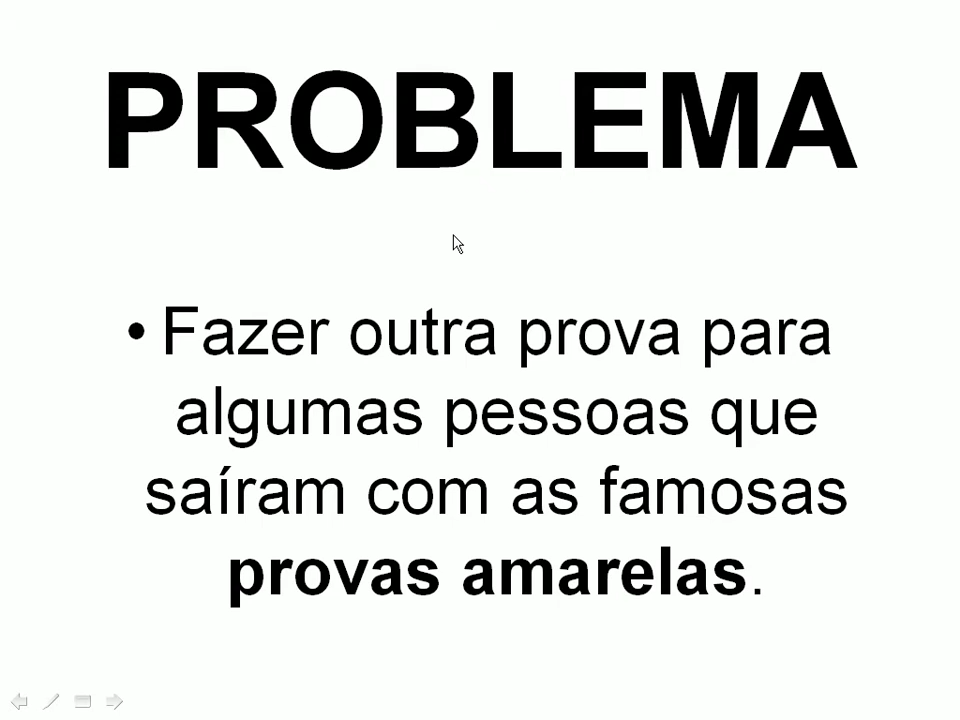 PROBLEMA
• Fazer outra prova para
algumas pessoas que
saíram com as famosas
provas amarelas.